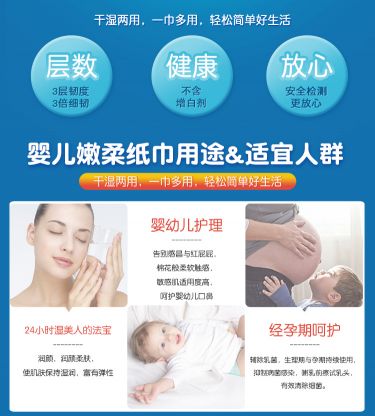 干湿两用，一巾多用，轻松简单好生活
层数
3层韧度
3倍细韧
健康
不含
增白剂
放心
安全检测
更放心
婴儿嫩柔纸巾用途&适宜人群
干湿两用，一巾多用，轻松简单好生活
婴幼儿护理
告别感冒与红屁屁，
棉花般柔软触感，
敏感肌适用度高，
呵护婴幼儿口鼻
24小时湿美人的法宝
润颜、润颜柔肤，
使肌肤保持湿润，富有弹性
经孕期呵护
辅除乳菌，生理期与孕期持续使用，
抑制病菌感染，哺乳前擦试乳头，
有效清除细菌。